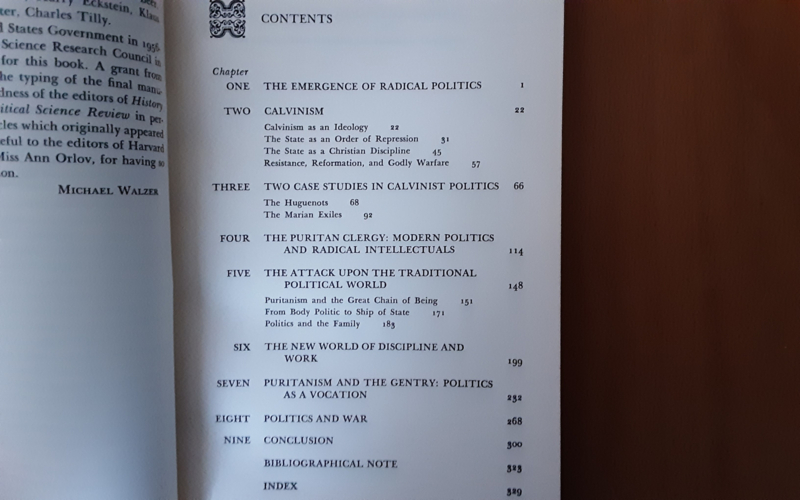 Eckstein, Klaus
Charles Tilly.
States Government in 1956
Science Research Council in
for this book. A grant from
the typing of the final manu-
of the editors of History
Political Science Review in per-
which originally appeared
to the editors of Harvard
Miss Ann Orlov, for having so
on.
MICHAEL WALZER
CONTENTS
Chapter
ONE THE EMERGENCE OF RADICAL POLITICS 1
TWO CALVINISM 22
Calvinism as an Ideology 22
The State as an Order of Repression 31
The State as a Christian Discipline 45
Resistance, Reformation, and Godly Warfare 57
THREE TWO CASE STUDIES IN CALVINIST POLITICS 66
The Huguenots 68
The Marian Exiles 92
FOUR THE PURITAN CLERGY: MODERN POLITICS
AND RADICAL INTELLECTUALS 114
FIVE THE ATTACK UPON THE TRADITIONAL
POLITICAL WORLD 148
Puritanism and the Great Chain of Being 151
From Body Politic to Ship of State 171
Politics and the Family 183
SIX THE NEW WORLD OF DISCIPLINE AND
WORK 199
SEVEN PURITANISM AND THE GENTRY: POLITICS
AS A VOCATION 232
EIGHT POLITICS AND WAR 268
NINE CONCLUSION 300
BIBLIOGRAPHICAL NOTE 323
INDEX 329